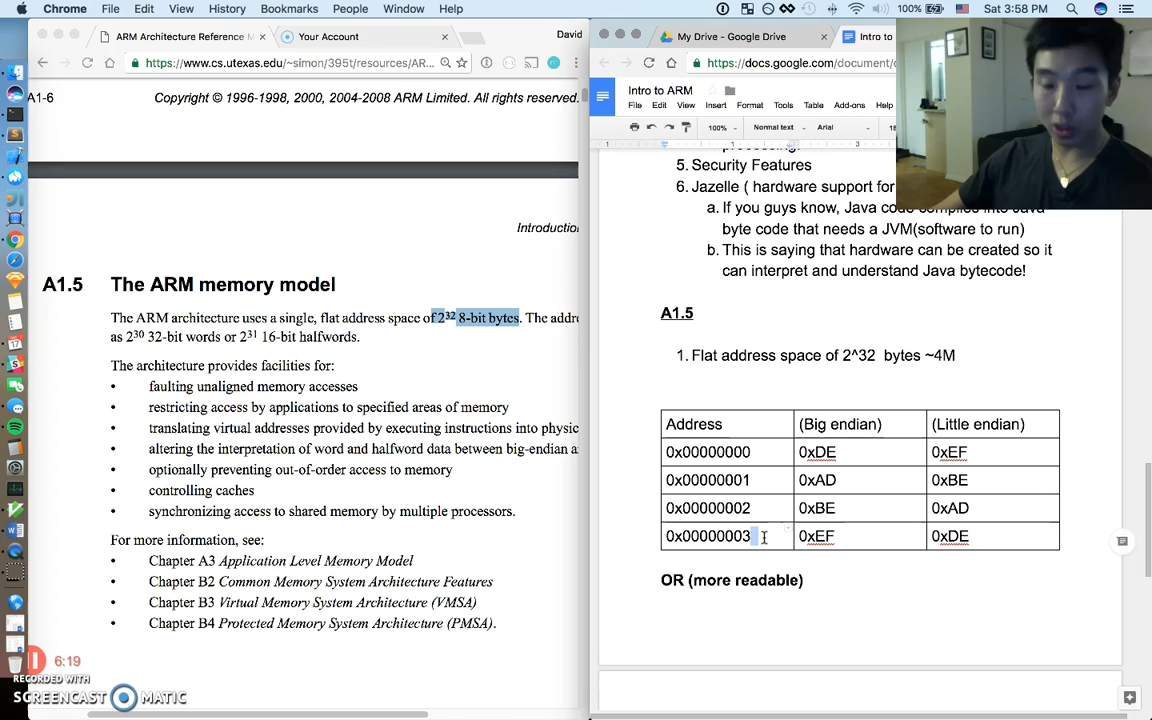 Chrome File Edit View History Bookmarks People Window Help 100% Sat 3:58 PM
ARM Architecture Reference M Your Account
David
https://www.cs.utexas.edu/~simon/395t/resources/AR...
A1-6 Copyright © 1996-1998, 2000, 2004-2008 ARM Limited. All rights reserved.
Introduction
A1.5 The ARM memory model
The ARM architecture uses a single, flat address space of 2³² 8-bit bytes. The addre
as 2³⁰ 32-bit words or 2³¹ 16-bit halfwords.
The architecture provides facilities for:
• faulting unaligned memory accesses
• restricting access by applications to specified areas of memory
• translating virtual addresses provided by executing instructions into physic
• altering the interpretation of word and halfword data between big-endian a
• optionally preventing out-of-order access to memory
• controlling caches
• synchronizing access to shared memory by multiple processors.
For more information, see:
• Chapter A3 Application Level Memory Model
• Chapter B2 Common Memory System Architecture Features
• Chapter B3 Virtual Memory System Architecture (VMSA)
• Chapter B4 Protected Memory System Architecture (PMSA).
6:19
RECORDED WITH
SCREENCAST MATIC
My Drive - Google Drive Intro to
https://docs.google.com/document/
Intro to ARM
File Edit View Insert Format Tools Table Add-ons Help
100% Normal text Arial 18
1 1 3
processing.
5. Security Features
6. Jazelle ( hardware support for
a. If you guys know, Java code compiles into Java
byte code that needs a JVM(software to run)
b. This is saying that hardware can be created so it
can interpret and understand Java bytecode!
A1.5
1. Flat address space of 2^32 bytes ~4M
Address (Big endian) (Little endian)
0x00000000 0xDE 0xEF
0x00000001 0xAD 0xBE
0x00000002 0xBE 0xAD
0x00000003 0xEF 0xDE
OR (more readable)